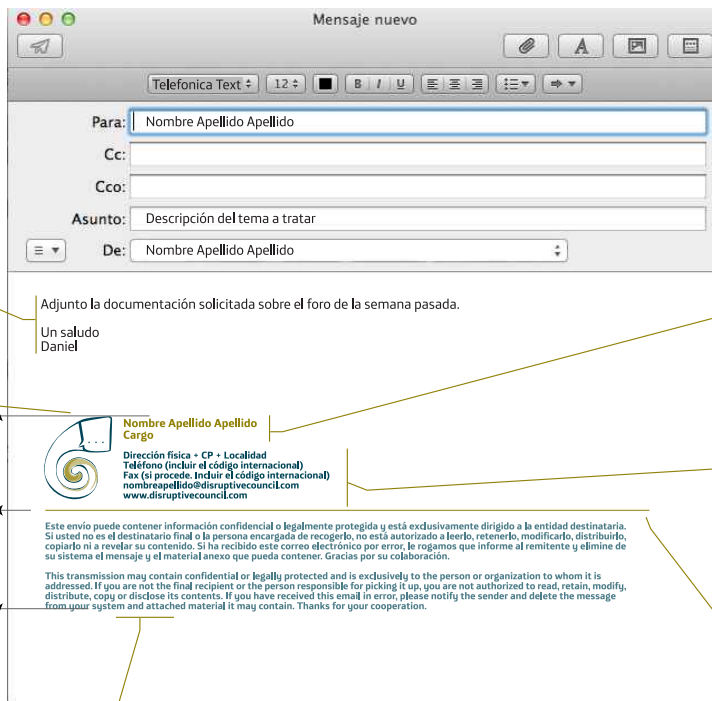 Mensaje nuevo
A
Telefonica Text 12 B I U
Para: Nombre Apellido Apellido
Cc:
Cco:
Asunto: Descripción del tema a tratar
De: Nombre Apellido Apellido
Adjunto la documentación solicitada sobre el foro de la semana pasada.
Un saludo
Daniel
Nombre Apellido Apellido
Cargo
Dirección física + CP + Localidad
Teléfono (incluir el código internacional)
Fax (si procede. Incluir el código internacional)
nombreapellido@disruptivecouncil.com
www.disruptivecouncil.com
Este envío puede contener información confidencial o legalmente protegida y está exclusivamente dirigido a la entidad destinataria.
Si usted no es el destinatario final o la persona encargada de recogerlo, no está autorizado a leerlo, retenerlo, modificarlo, distribuirlo,
copiarlo ni a revelar su contenido. Si ha recibido este correo electrónico por error, le rogamos que informe al remitente y elimine de
su sistema el mensaje y el material anexo que pueda contener. Gracias por su colaboración.
This transmission may contain confidential or legally protected and is exclusively to the person or organization to whom it is
addressed. If you are not the final recipient or the person responsible for picking it up, you are not authorized to read, retain, modify,
distribute, copy or disclose its contents. If you have received this email in error, please notify the sender and delete the message
from your system and attached material it may contain. Thanks for your cooperation.